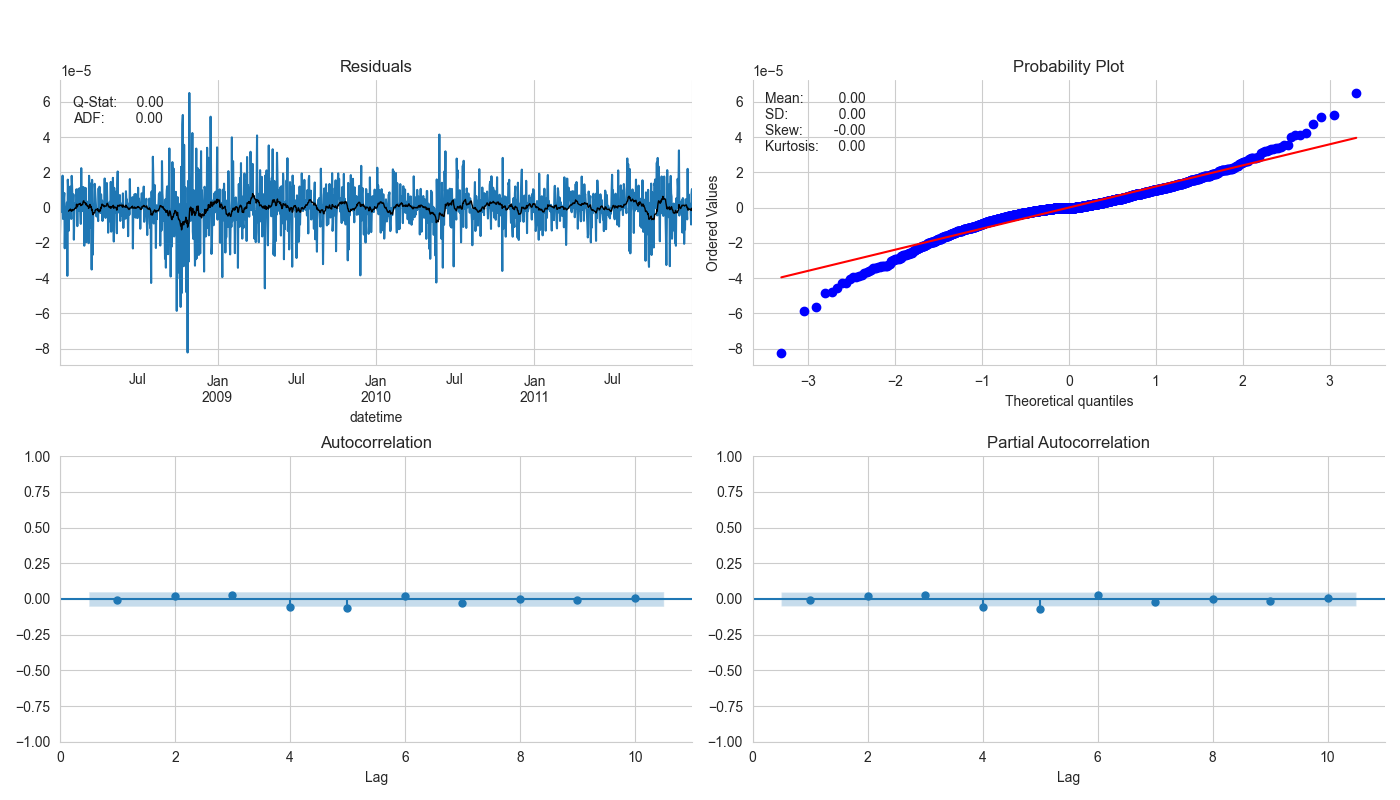 Residuals
1e−5
Q-Stat: 0.00
ADF: 0.00
6
4
2
0
−2
−4
−6
−8
Jul
Jan
2009
Jul
Jan
2010
Jul
Jan
2011
Jul
datetime
Probability Plot
1e−5
Mean: 0.00
SD: 0.00
Skew: -0.00
Kurtosis: 0.00
Ordered Values
6
4
2
0
−2
−4
−6
−8
−3 −2 −1 0 1 2 3
Theoretical quantiles
Autocorrelation
1.00
0.75
0.50
0.25
0.00
−0.25
−0.50
−0.75
−1.00
0 2 4 6 8 10
Lag
Partial Autocorrelation
1.00
0.75
0.50
0.25
0.00
−0.25
−0.50
−0.75
−1.00
0 2 4 6 8 10
Lag